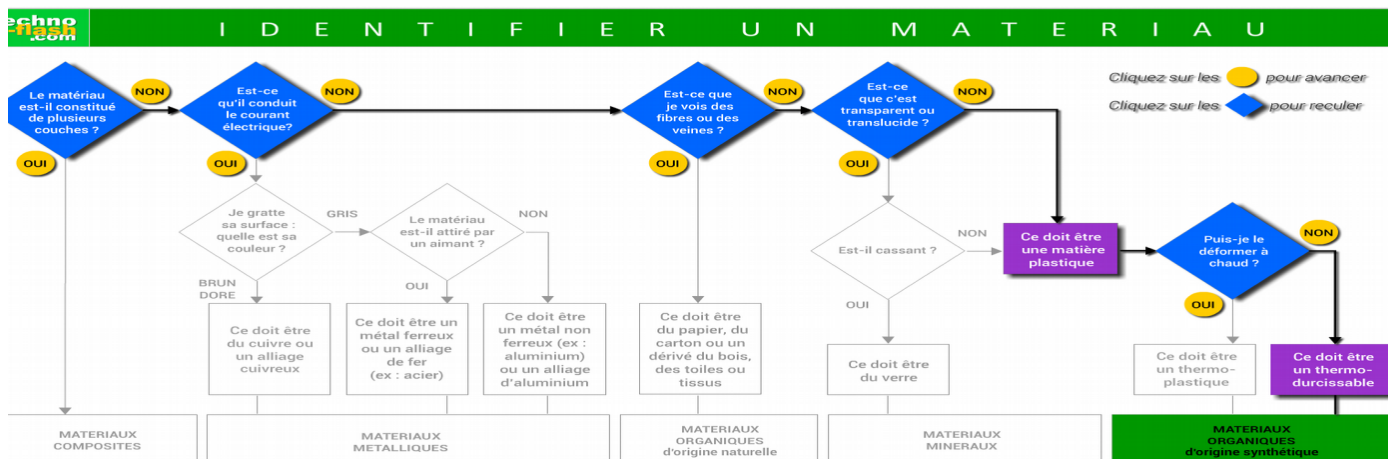 echno
-flash
.com
IDENTIFIER UN MATERIAU
Le matériau
est-il constitué
de plusieurs
couches ?
NON
OUI
Est-ce
qu'il conduit
le courant
électrique?
NON
OUI
Est-ce que
je vois des
fibres ou des
veines ?
NON
OUI
Est-ce
que c'est
transparent ou
translucide ?
NON
OUI
Cliquez sur les pour avancer
Cliquez sur les pour reculer
Je gratte
sa surface :
quelle est sa
couleur ?
GRIS
BRUN
DORE
Le matériau
est-il attiré par
un aimant ?
NON
OUI
Est-il cassant ?
NON
OUI
Ce doit être
une matière
plastique
Puis-je le
déformer à
chaud ?
NON
OUI
Ce doit être
du cuivre ou
un alliage
cuivreux
Ce doit être un
métal ferreux
ou un alliage
de fer
(ex : acier)
Ce doit être
un métal non
ferreux (ex :
aluminium)
ou un alliage
d'aluminium
Ce doit être
du papier, du
carton ou un
dérivé du bois,
des toiles ou
tissus
Ce doit être
du verre
Ce doit être
un thermo-
plastique
Ce doit être
un thermo-
durcissable
MATERIAUX
COMPOSITES
MATERIAUX
METALLIQUES
MATERIAUX
ORGANIQUES
d'origine naturelle
MATERIAUX
MINERAUX
MATERIAUX
ORGANIQUES
d'origine synthétique